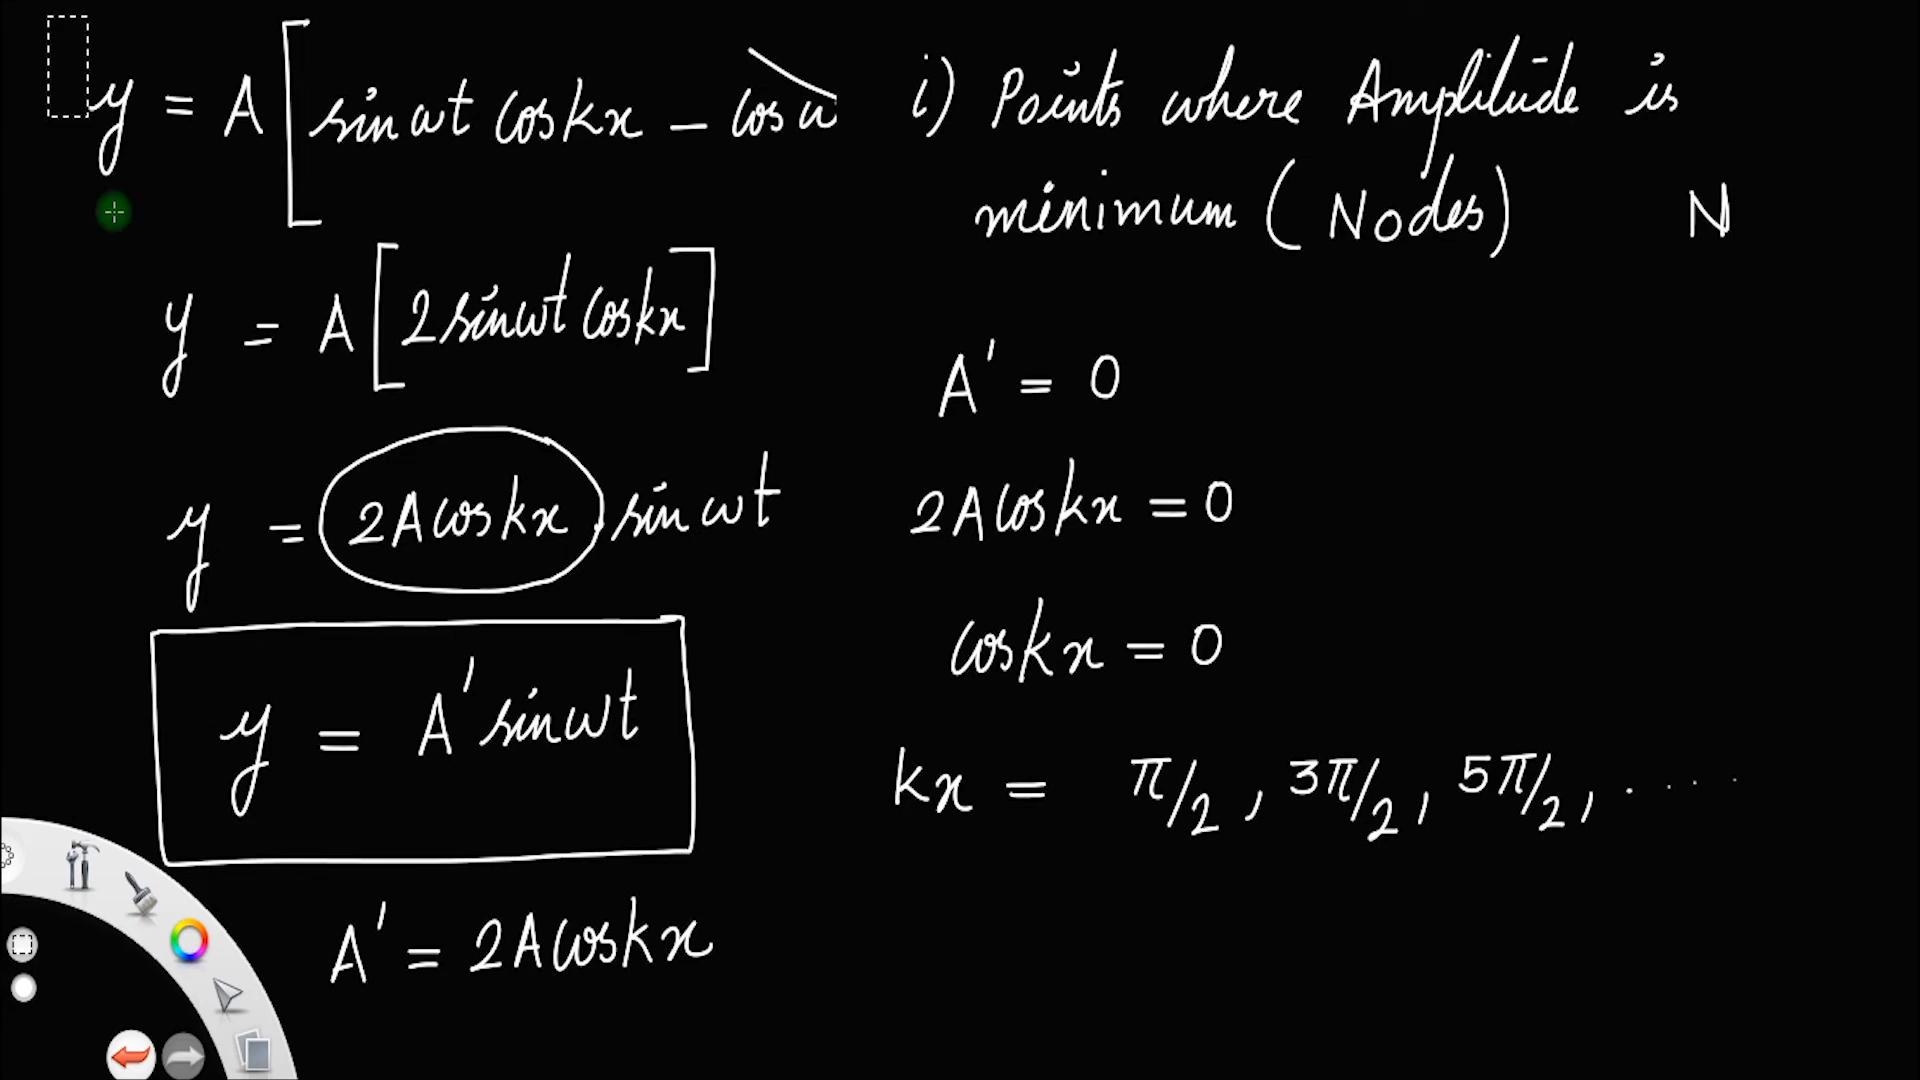 y = A [ sin ωt cos kx – cos
y = A [ 2 sin ωt cos kx ]
y = 2A cos kx . sin ωt
y = A' sin ωt
A' = 2A cos kx
i) Points where Amplitude is
minimum ( Nodes ) N
A' = 0
2A cos kx = 0
cos kx = 0
kx = π/2 , 3π/2 , 5π/2 , .....